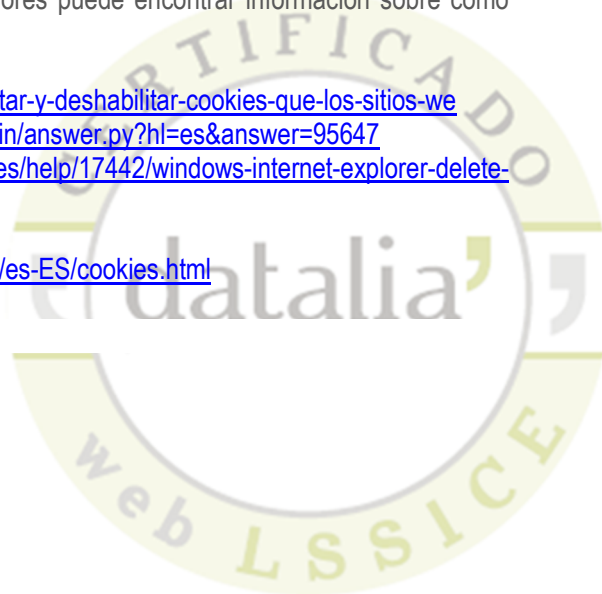 ores puede encontrar información sobre cómo
CERTIFICADO
tar-y-deshabilitar-cookies-que-los-sitios-we
in/answer.py?hl=es&answer=95647
es/help/17442/windows-internet-explorer-delete-
/es-ES/cookies.html
datalia
web LSSICE